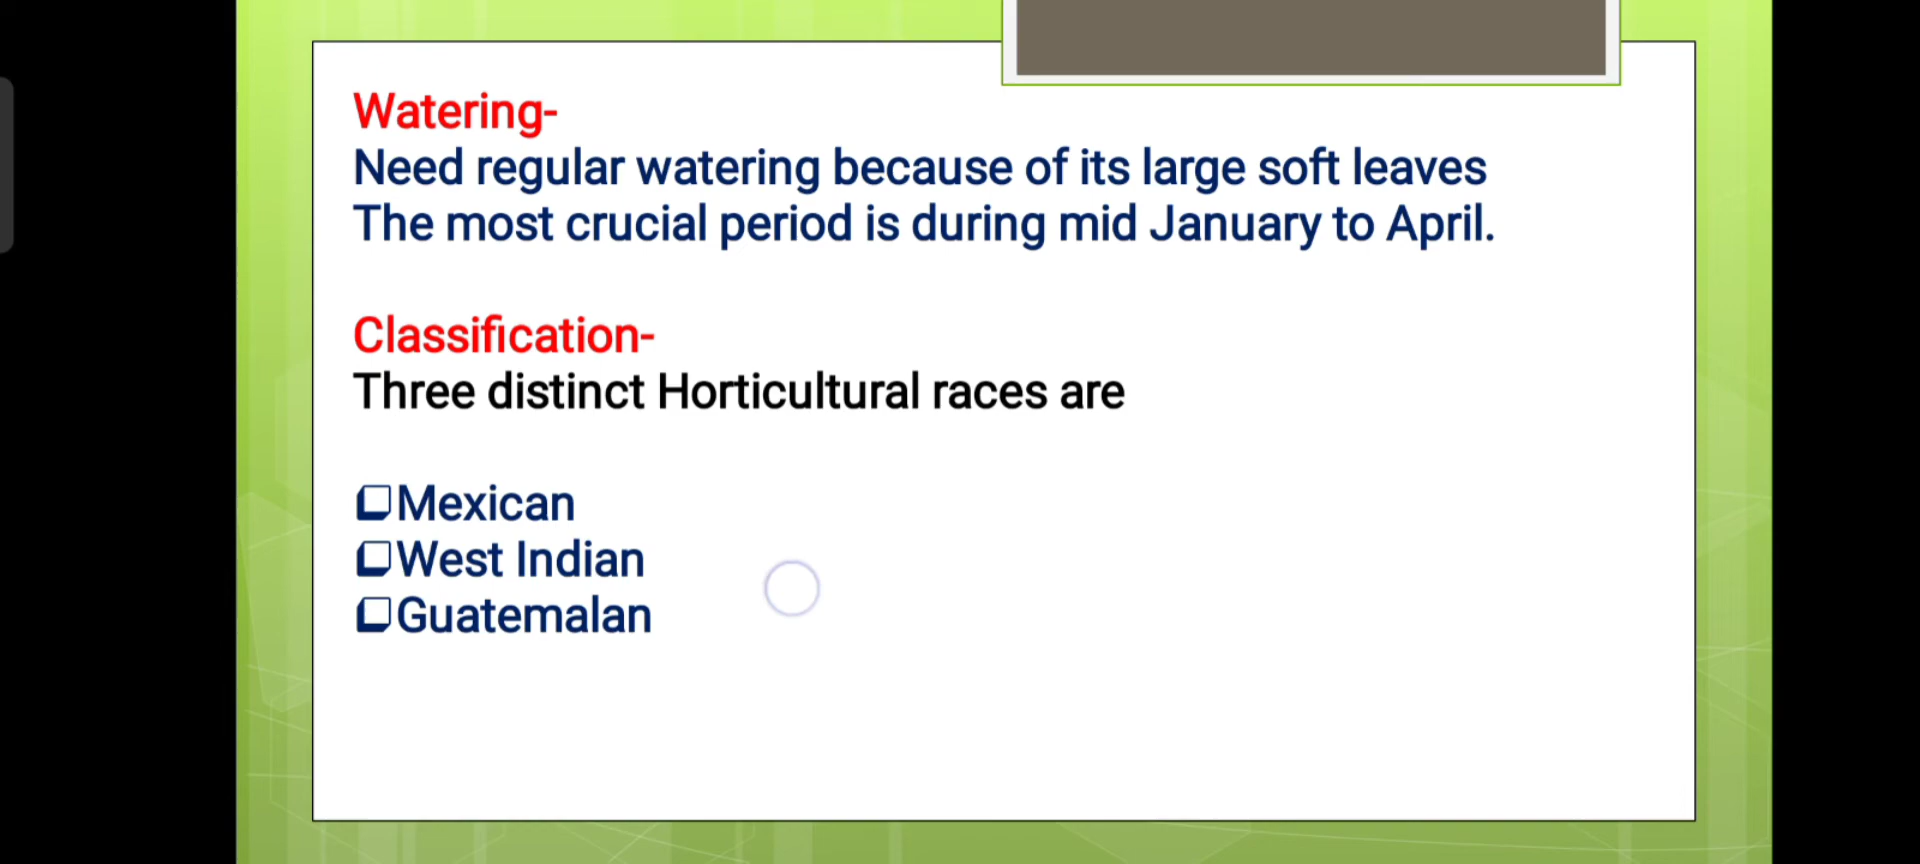 Watering-
Need regular watering because of its large soft leaves
The most crucial period is during mid January to April.
Classification-
Three distinct Horticultural races are
❑Mexican
❑West Indian
❑Guatemalan